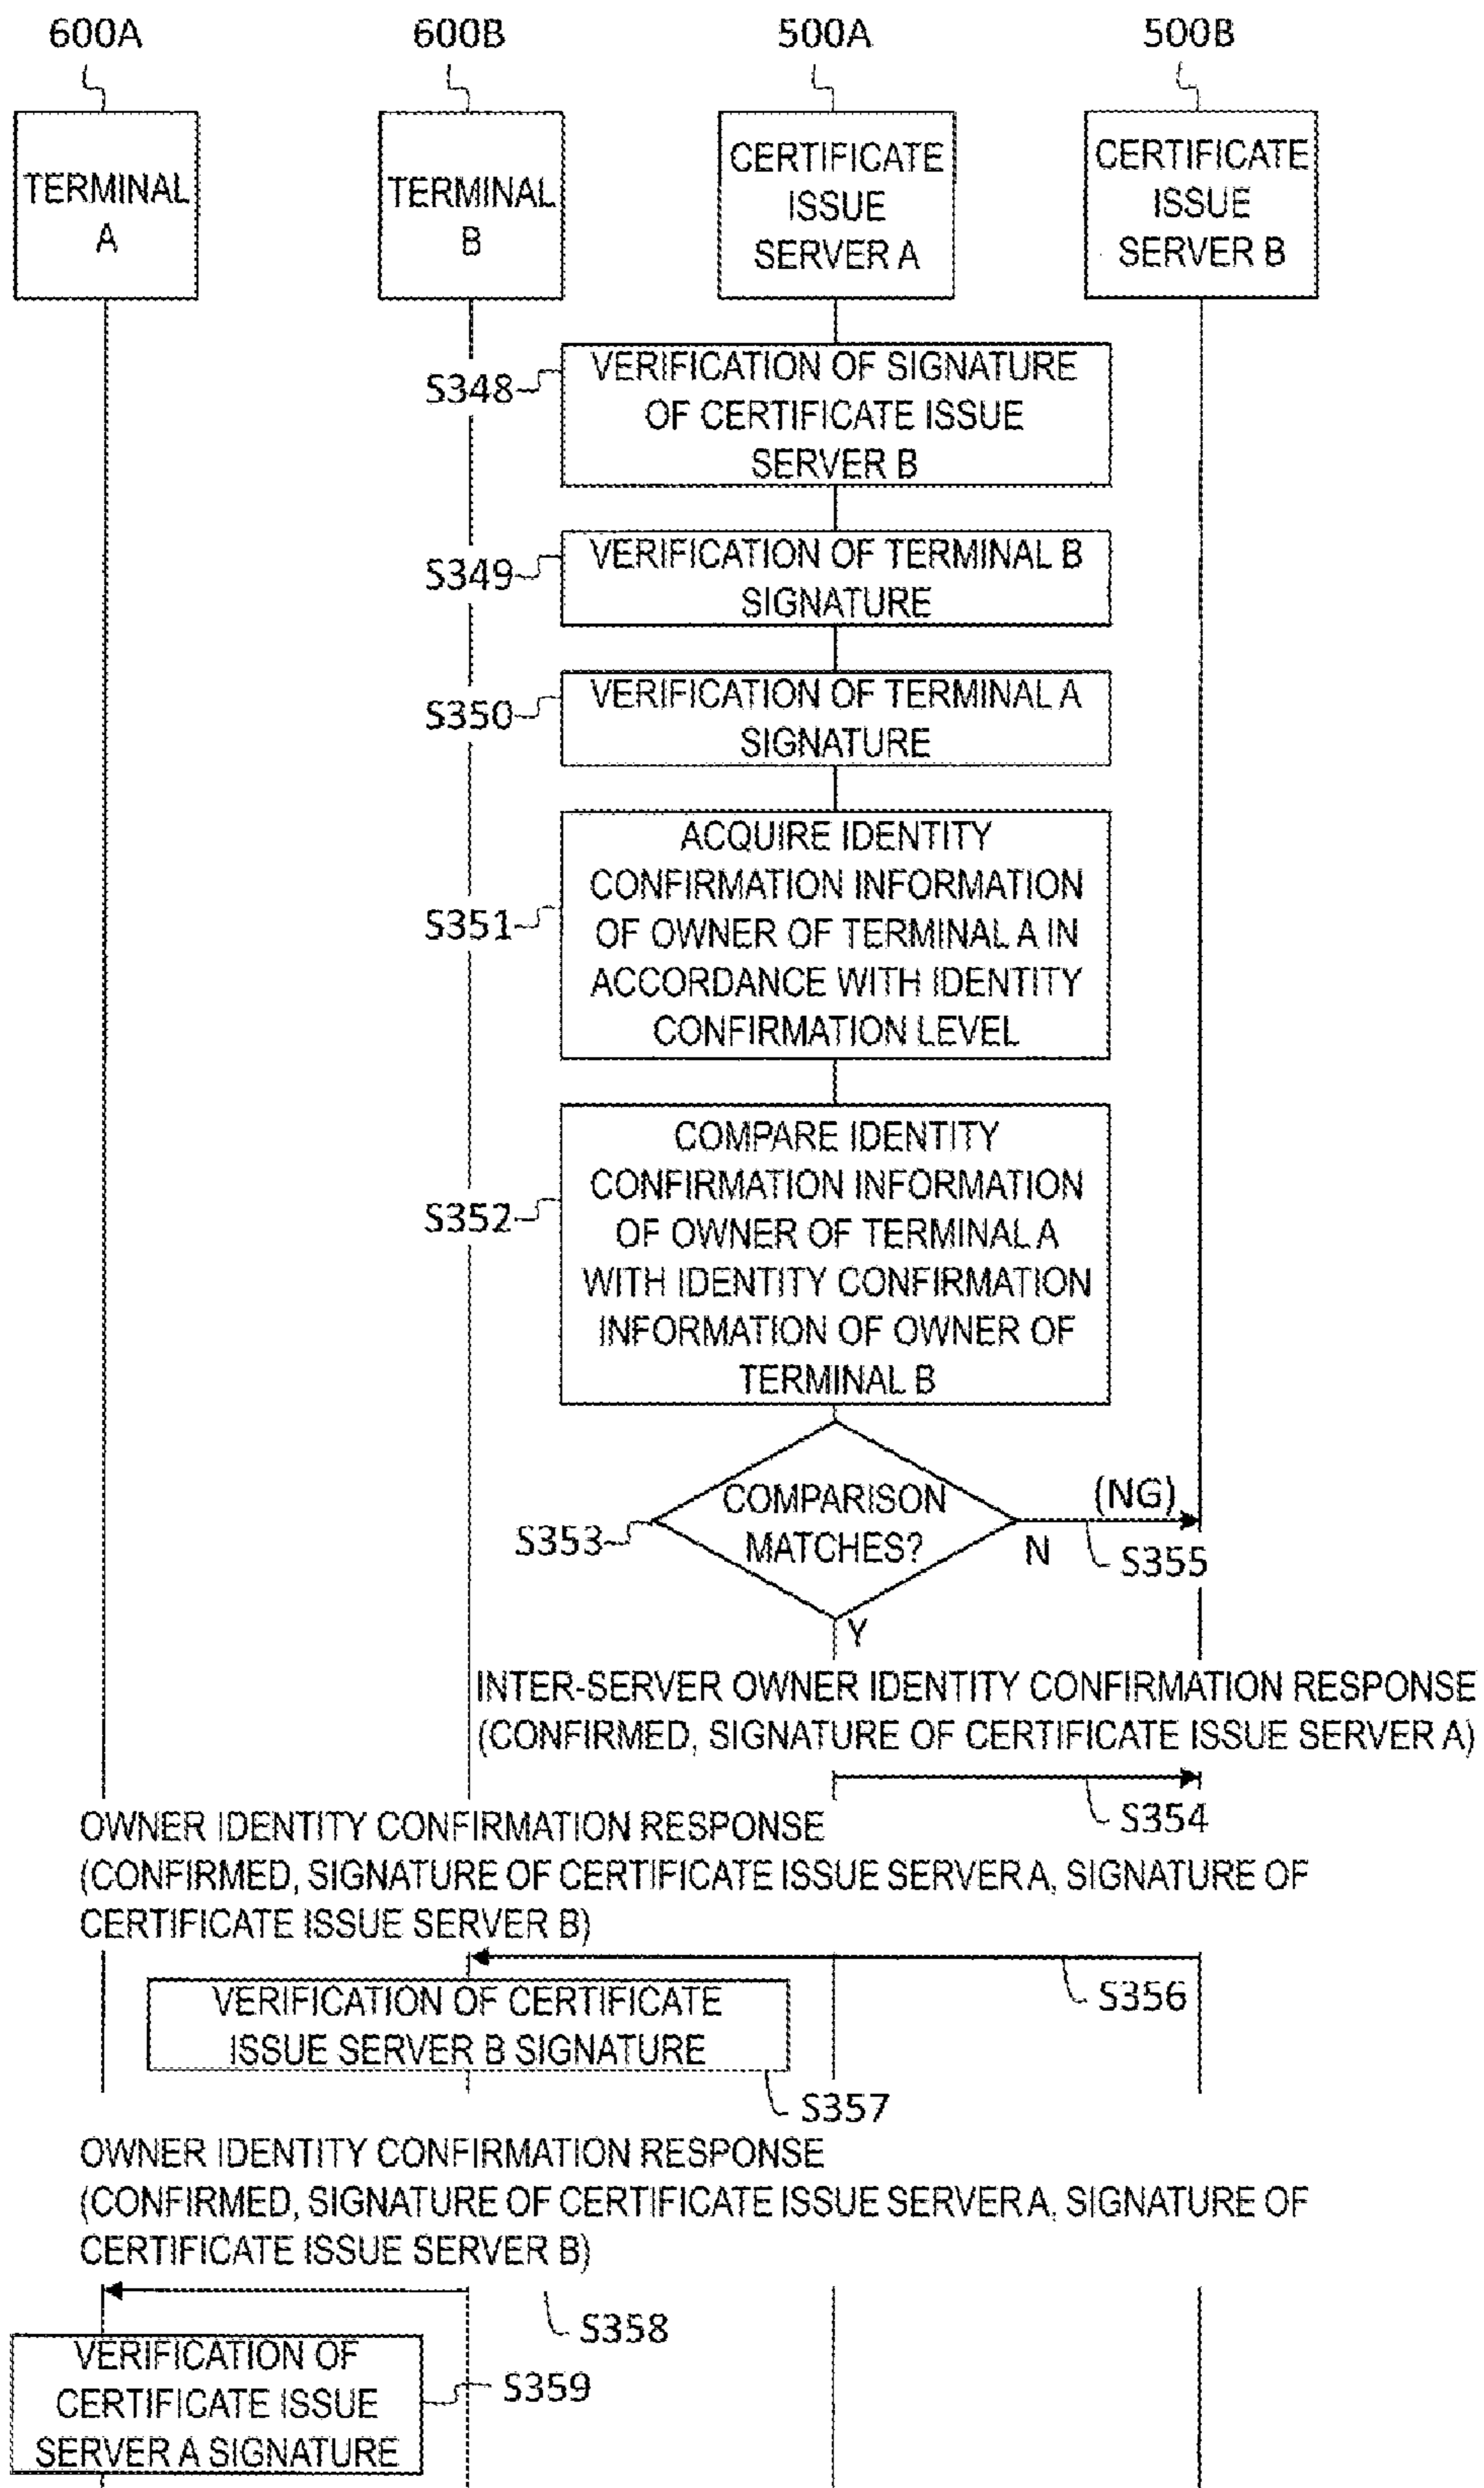 600A
600B
500A
500B
TERMINAL
A
TERMINAL
B
CERTIFICATE
ISSUE
SERVER A
CERTIFICATE
ISSUE
SERVER B
S348
VERIFICATION OF SIGNATURE
OF CERTIFICATE ISSUE
SERVER B
S349
VERIFICATION OF TERMINAL B
SIGNATURE
S350
VERIFICATION OF TERMINAL A
SIGNATURE
S351
ACQUIRE IDENTITY
CONFIRMATION INFORMATION
OF OWNER OF TERMINAL A IN
ACCORDANCE WITH IDENTITY
CONFIRMATION LEVEL
S352
COMPARE IDENTITY
CONFIRMATION INFORMATION
OF OWNER OF TERMINAL A
WITH IDENTITY CONFIRMATION
INFORMATION OF OWNER OF
TERMINAL B
S353
COMPARISON
MATCHES?
(NG)
N
S355
Y
INTER-SERVER OWNER IDENTITY CONFIRMATION RESPONSE
(CONFIRMED, SIGNATURE OF CERTIFICATE ISSUE SERVER A)
S354
OWNER IDENTITY CONFIRMATION RESPONSE
(CONFIRMED, SIGNATURE OF CERTIFICATE ISSUE SERVER A, SIGNATURE OF
CERTIFICATE ISSUE SERVER B)
S356
VERIFICATION OF CERTIFICATE
ISSUE SERVER B SIGNATURE
S357
OWNER IDENTITY CONFIRMATION RESPONSE
(CONFIRMED, SIGNATURE OF CERTIFICATE ISSUE SERVER A, SIGNATURE OF
CERTIFICATE ISSUE SERVER B)
S358
VERIFICATION OF
CERTIFICATE ISSUE
SERVER A SIGNATURE
S359